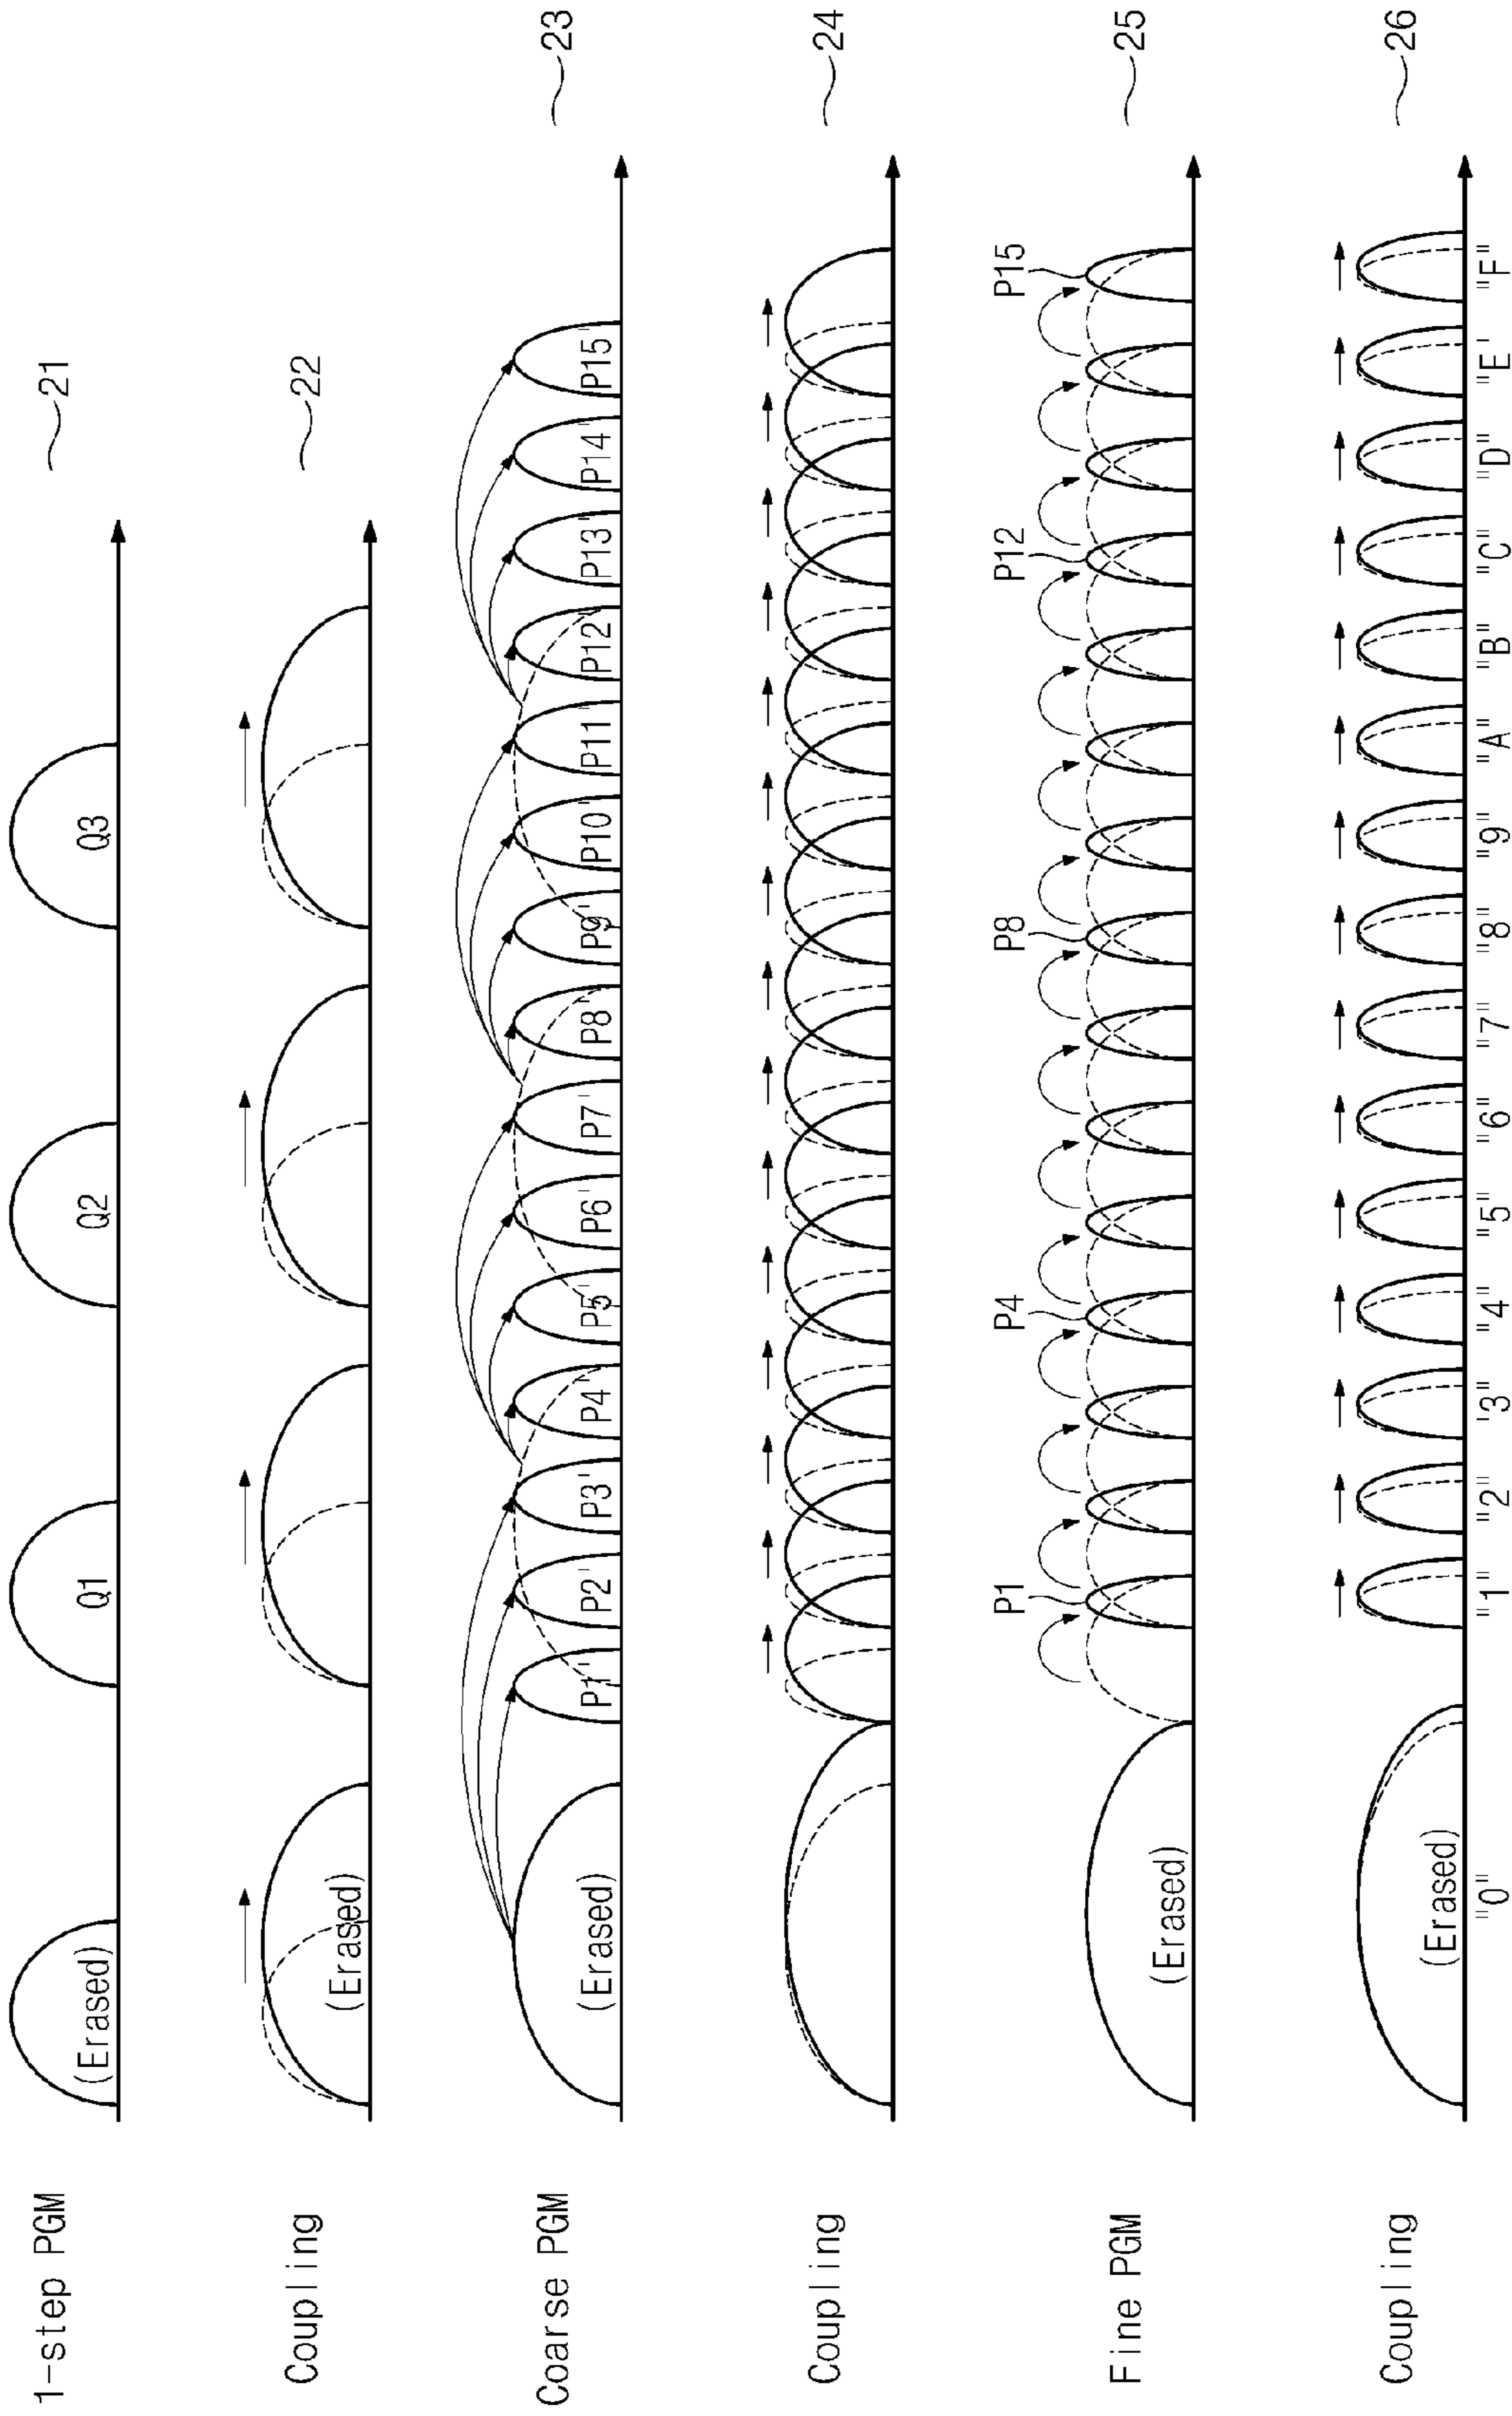 1-step PGM
(Erased)
Q1
Q2
Q3
21
Coupling
(Erased)
22
Coarse PGM
(Erased)
P1'
P2'
P3'
P4'
P5'
P6'
P7'
P8'
P9'
P10'
P11'
P12'
P13'
P14'
P15'
23
Coupling
24
Fine PGM
(Erased)
P1
P4
P8
P12
P15
25
Coupling
(Erased)
26
"0"
"1"
"2"
'3"
"4"
"5"
"6"
"7"
"8"
"9"
"A"
"B"
"C"
"D"
"E'
"F"